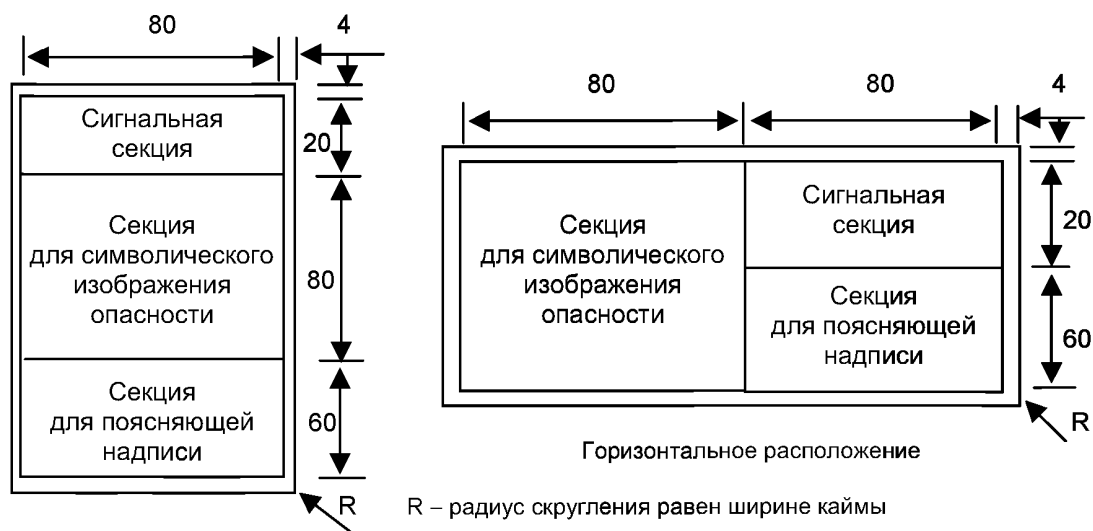 80
4
Сигнальная
секция
20
Секция
для символического
изображения
опасности
80
Секция
для поясняющей
надписи
60
R
80
80
4
Секция
для символического
изображения
опасности
Сигнальная
секция
20
Секция
для поясняющей
надписи
60
R
Горизонтальное расположение
R – радиус скругления равен ширине каймы